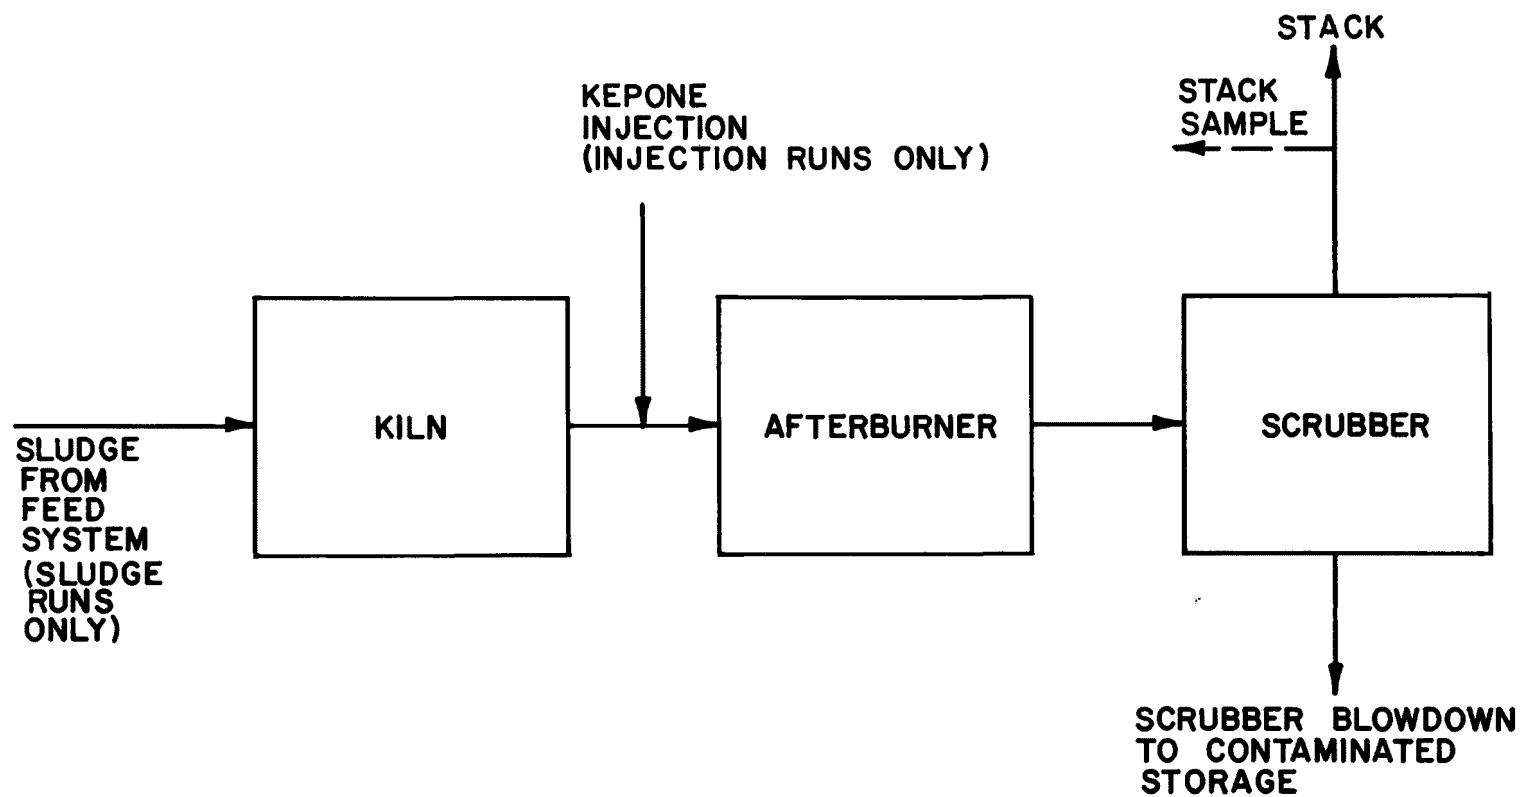 STACK
STACK
SAMPLE
KEPONE
INJECTION
(INJECTION RUNS ONLY)
KILN
AFTERBURNER
SCRUBBER
SLUDGE
FROM
FEED
SYSTEM
(SLUDGE
RUNS
ONLY)
SCRUBBER BLOWDOWN
TO CONTAMINATED
STORAGE